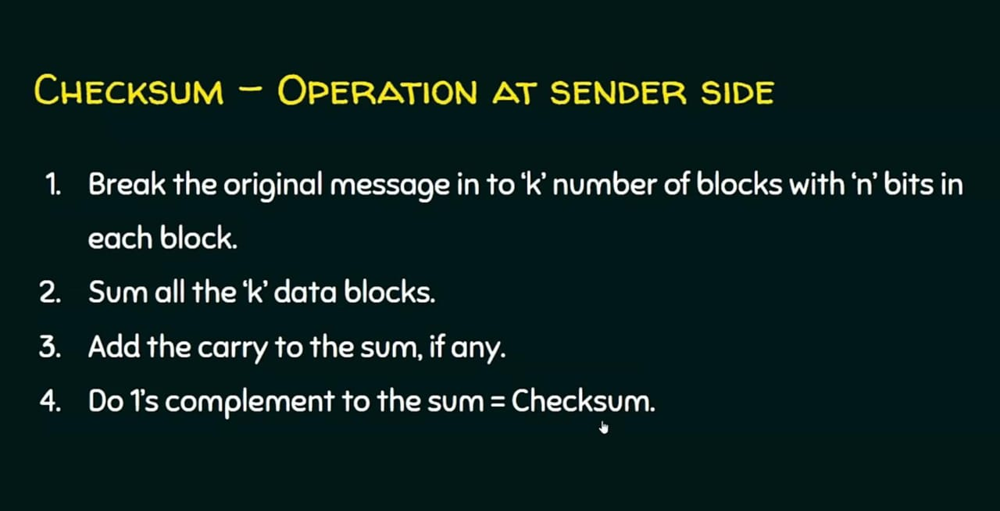 CHECKSUM – OPERATION AT SENDER SIDE
1. Break the original message in to ‘k’ number of blocks with ‘n’ bits in
each block.
2. Sum all the ‘k’ data blocks.
3. Add the carry to the sum, if any.
4. Do 1’s complement to the sum = Checksum.